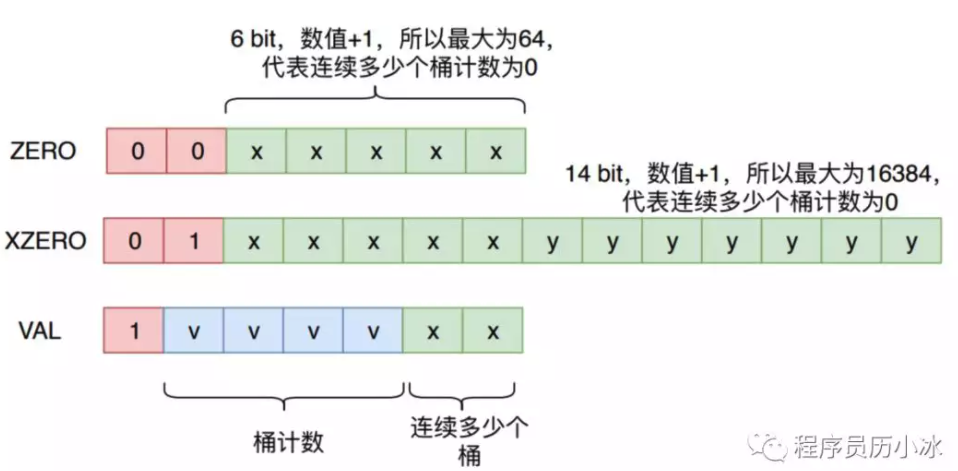 6 bit，数值+1，所以最大为64，
代表连续多少个桶计数为0
ZERO 0 0 x x x x x
14 bit，数值+1，所以最大为16384，
代表连续多少个桶计数为0
XZERO 0 1 x x x x x y y y y y y y
VAL 1 v v v v x x
桶计数
连续多少个
桶
程序员历小冰